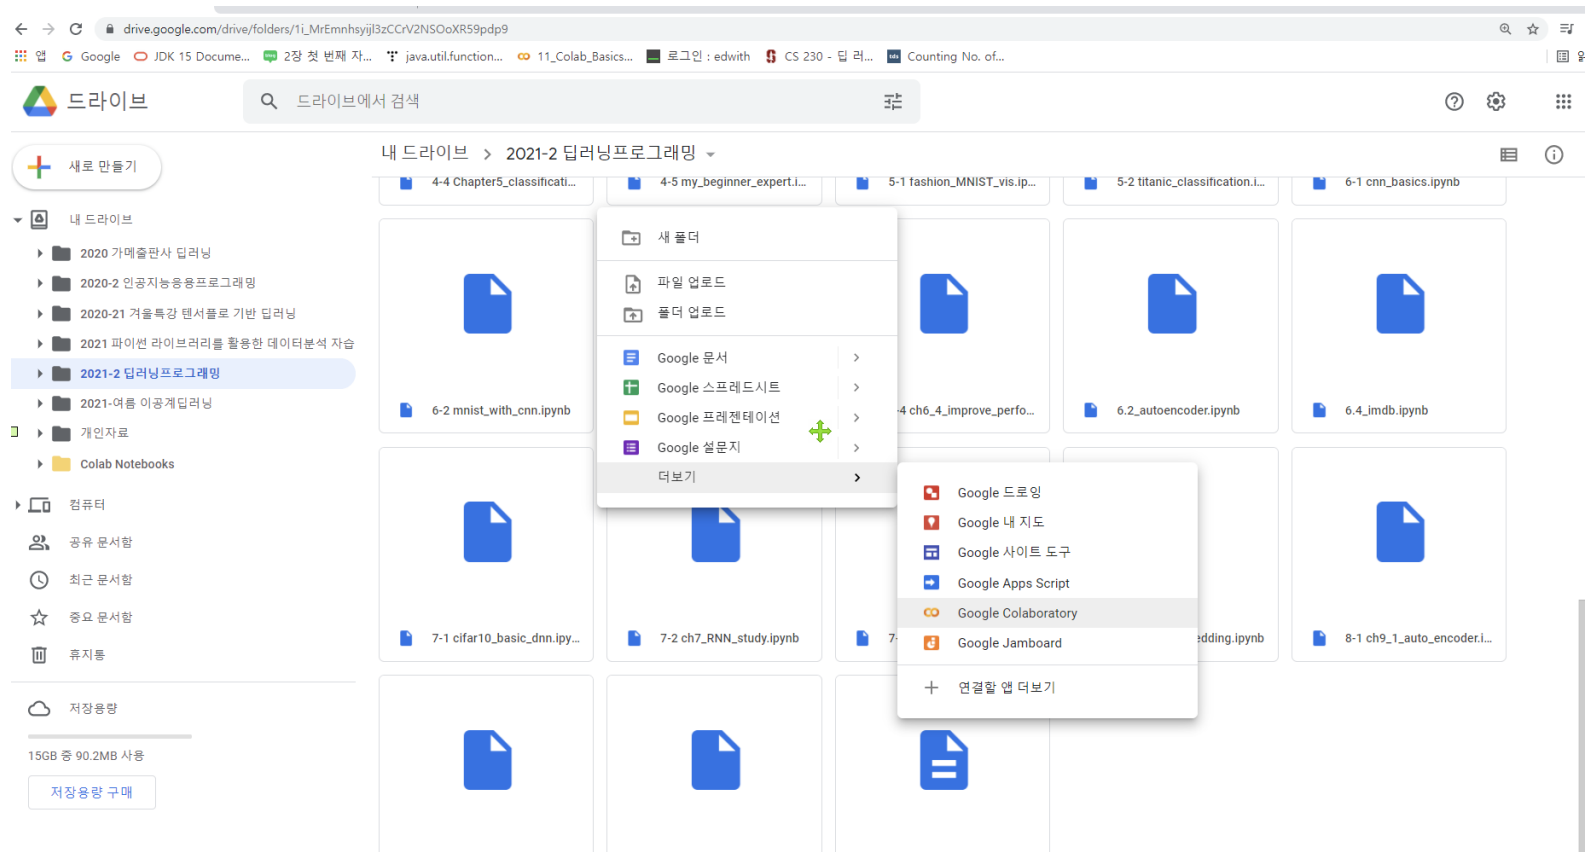 drive.google.com/drive/folders/1i_MrEmnhsyijl3zCCrV2NSOoXR59pdp9
앱 Google JDK 15 Docume... 2장 첫 번째 자... java.util.function... 11_Colab_Basics... 로그인 : edwith CS 230 - 딥 러... Counting No. of...
드라이브
드라이브에서 검색
새로 만들기
내 드라이브 > 2021-2 딥러닝프로그래밍
내 드라이브
2020 가메출판사 딥러닝
2020-2 인공지능응용프로그래밍
2020-21 겨울특강 텐서플로 기반 딥러닝
2021 파이썬 라이브러리를 활용한 데이터분석 자습
2021-2 딥러닝프로그래밍
2021-여름 이공계딥러닝
개인자료
Colab Notebooks
컴퓨터
공유 문서함
최근 문서함
중요 문서함
휴지통
저장용량
15GB 중 90.2MB 사용
저장용량 구매
4-4 Chapter5_classificati... 4-5 my_beginner_expert.i... 5-1 fashion_MNIST_vis.ip... 5-2 titanic_classification.i... 6-1 cnn_basics.ipynb
6-2 mnist_with_cnn.ipynb -4 ch6_4_improve_perfo... 6.2_autoencoder.ipynb 6.4_imdb.ipynb
7-1 cifar10_basic_dnn.ipy... 7-2 ch7_RNN_study.ipynb 7- edding.ipynb 8-1 ch9_1_auto_encoder.i...
새 폴더
파일 업로드
폴더 업로드
Google 문서
Google 스프레드시트
Google 프레젠테이션
Google 설문지
더보기
Google 드로잉
Google 내 지도
Google 사이트 도구
Google Apps Script
Google Colaboratory
Google Jamboard
연결할 앱 더보기